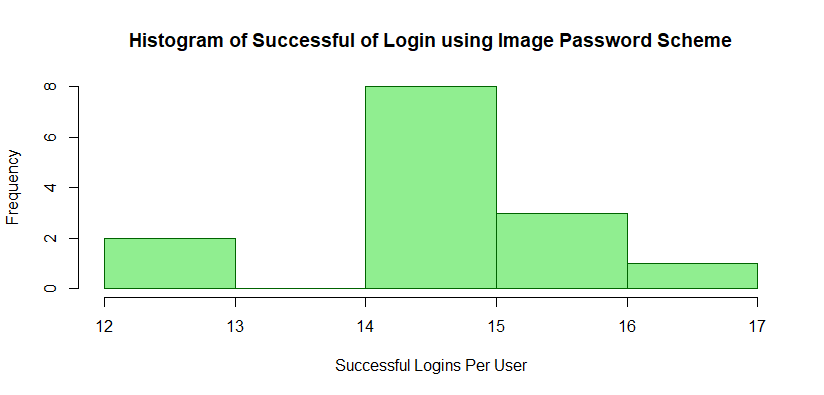 Histogram of Successful of Login using Image Password Scheme
Frequency
8
6
4
2
0
12 13 14 15 16 17
Successful Logins Per User